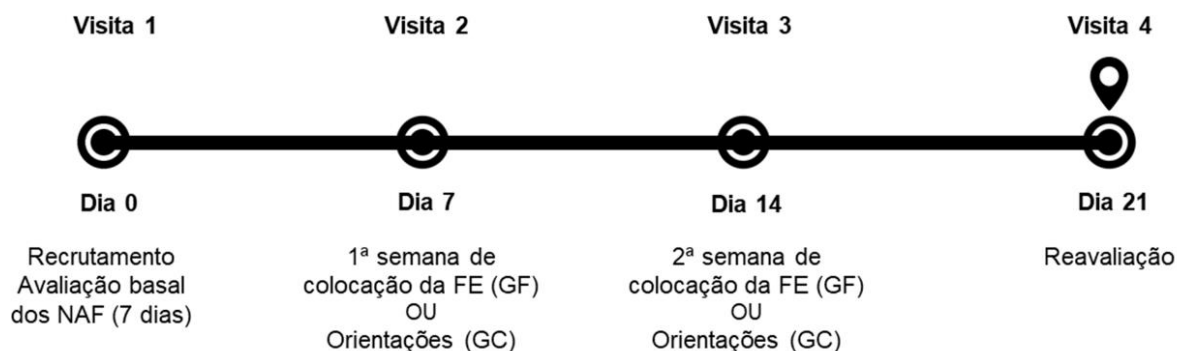 Visita 1
Visita 2
Visita 3
Visita 4
Dia 0
Dia 7
Dia 14
Dia 21
Recrutamento
Avaliação basal
dos NAF (7 dias)
1ª semana de
colocação da FE (GF)
OU
Orientações (GC)
2ª semana de
colocação da FE (GF)
OU
Orientações (GC)
Reavaliação